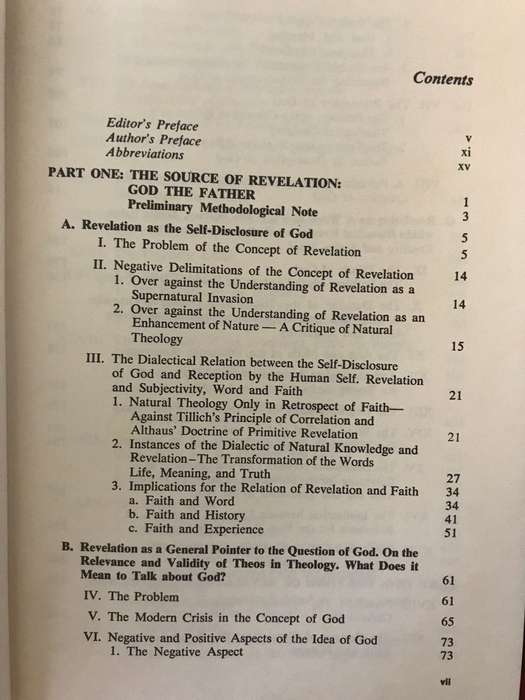 Contents
Editor's Preface v
Author's Preface xi
Abbreviations xv
PART ONE: THE SOURCE OF REVELATION:
GOD THE FATHER 1
Preliminary Methodological Note 3
A. Revelation as the Self-Disclosure of God 5
I. The Problem of the Concept of Revelation 5
II. Negative Delimitations of the Concept of Revelation 14
1. Over against the Understanding of Revelation as a
Supernatural Invasion 14
2. Over against the Understanding of Revelation as an
Enhancement of Nature — A Critique of Natural
Theology 15
III. The Dialectical Relation between the Self-Disclosure
of God and Reception by the Human Self. Revelation
and Subjectivity, Word and Faith 21
1. Natural Theology Only in Retrospect of Faith—
Against Tillich's Principle of Correlation and
Althaus' Doctrine of Primitive Revelation 21
2. Instances of the Dialectic of Natural Knowledge and
Revelation–The Transformation of the Words
Life, Meaning, and Truth 27
3. Implications for the Relation of Revelation and Faith 34
a. Faith and Word 34
b. Faith and History 41
c. Faith and Experience 51
B. Revelation as a General Pointer to the Question of God. On the
Relevance and Validity of Theos in Theology. What Does it
Mean to Talk about God? 61
IV. The Problem 61
V. The Modern Crisis in the Concept of God 65
VI. Negative and Positive Aspects of the Idea of God 73
1. The Negative Aspect 73
vii